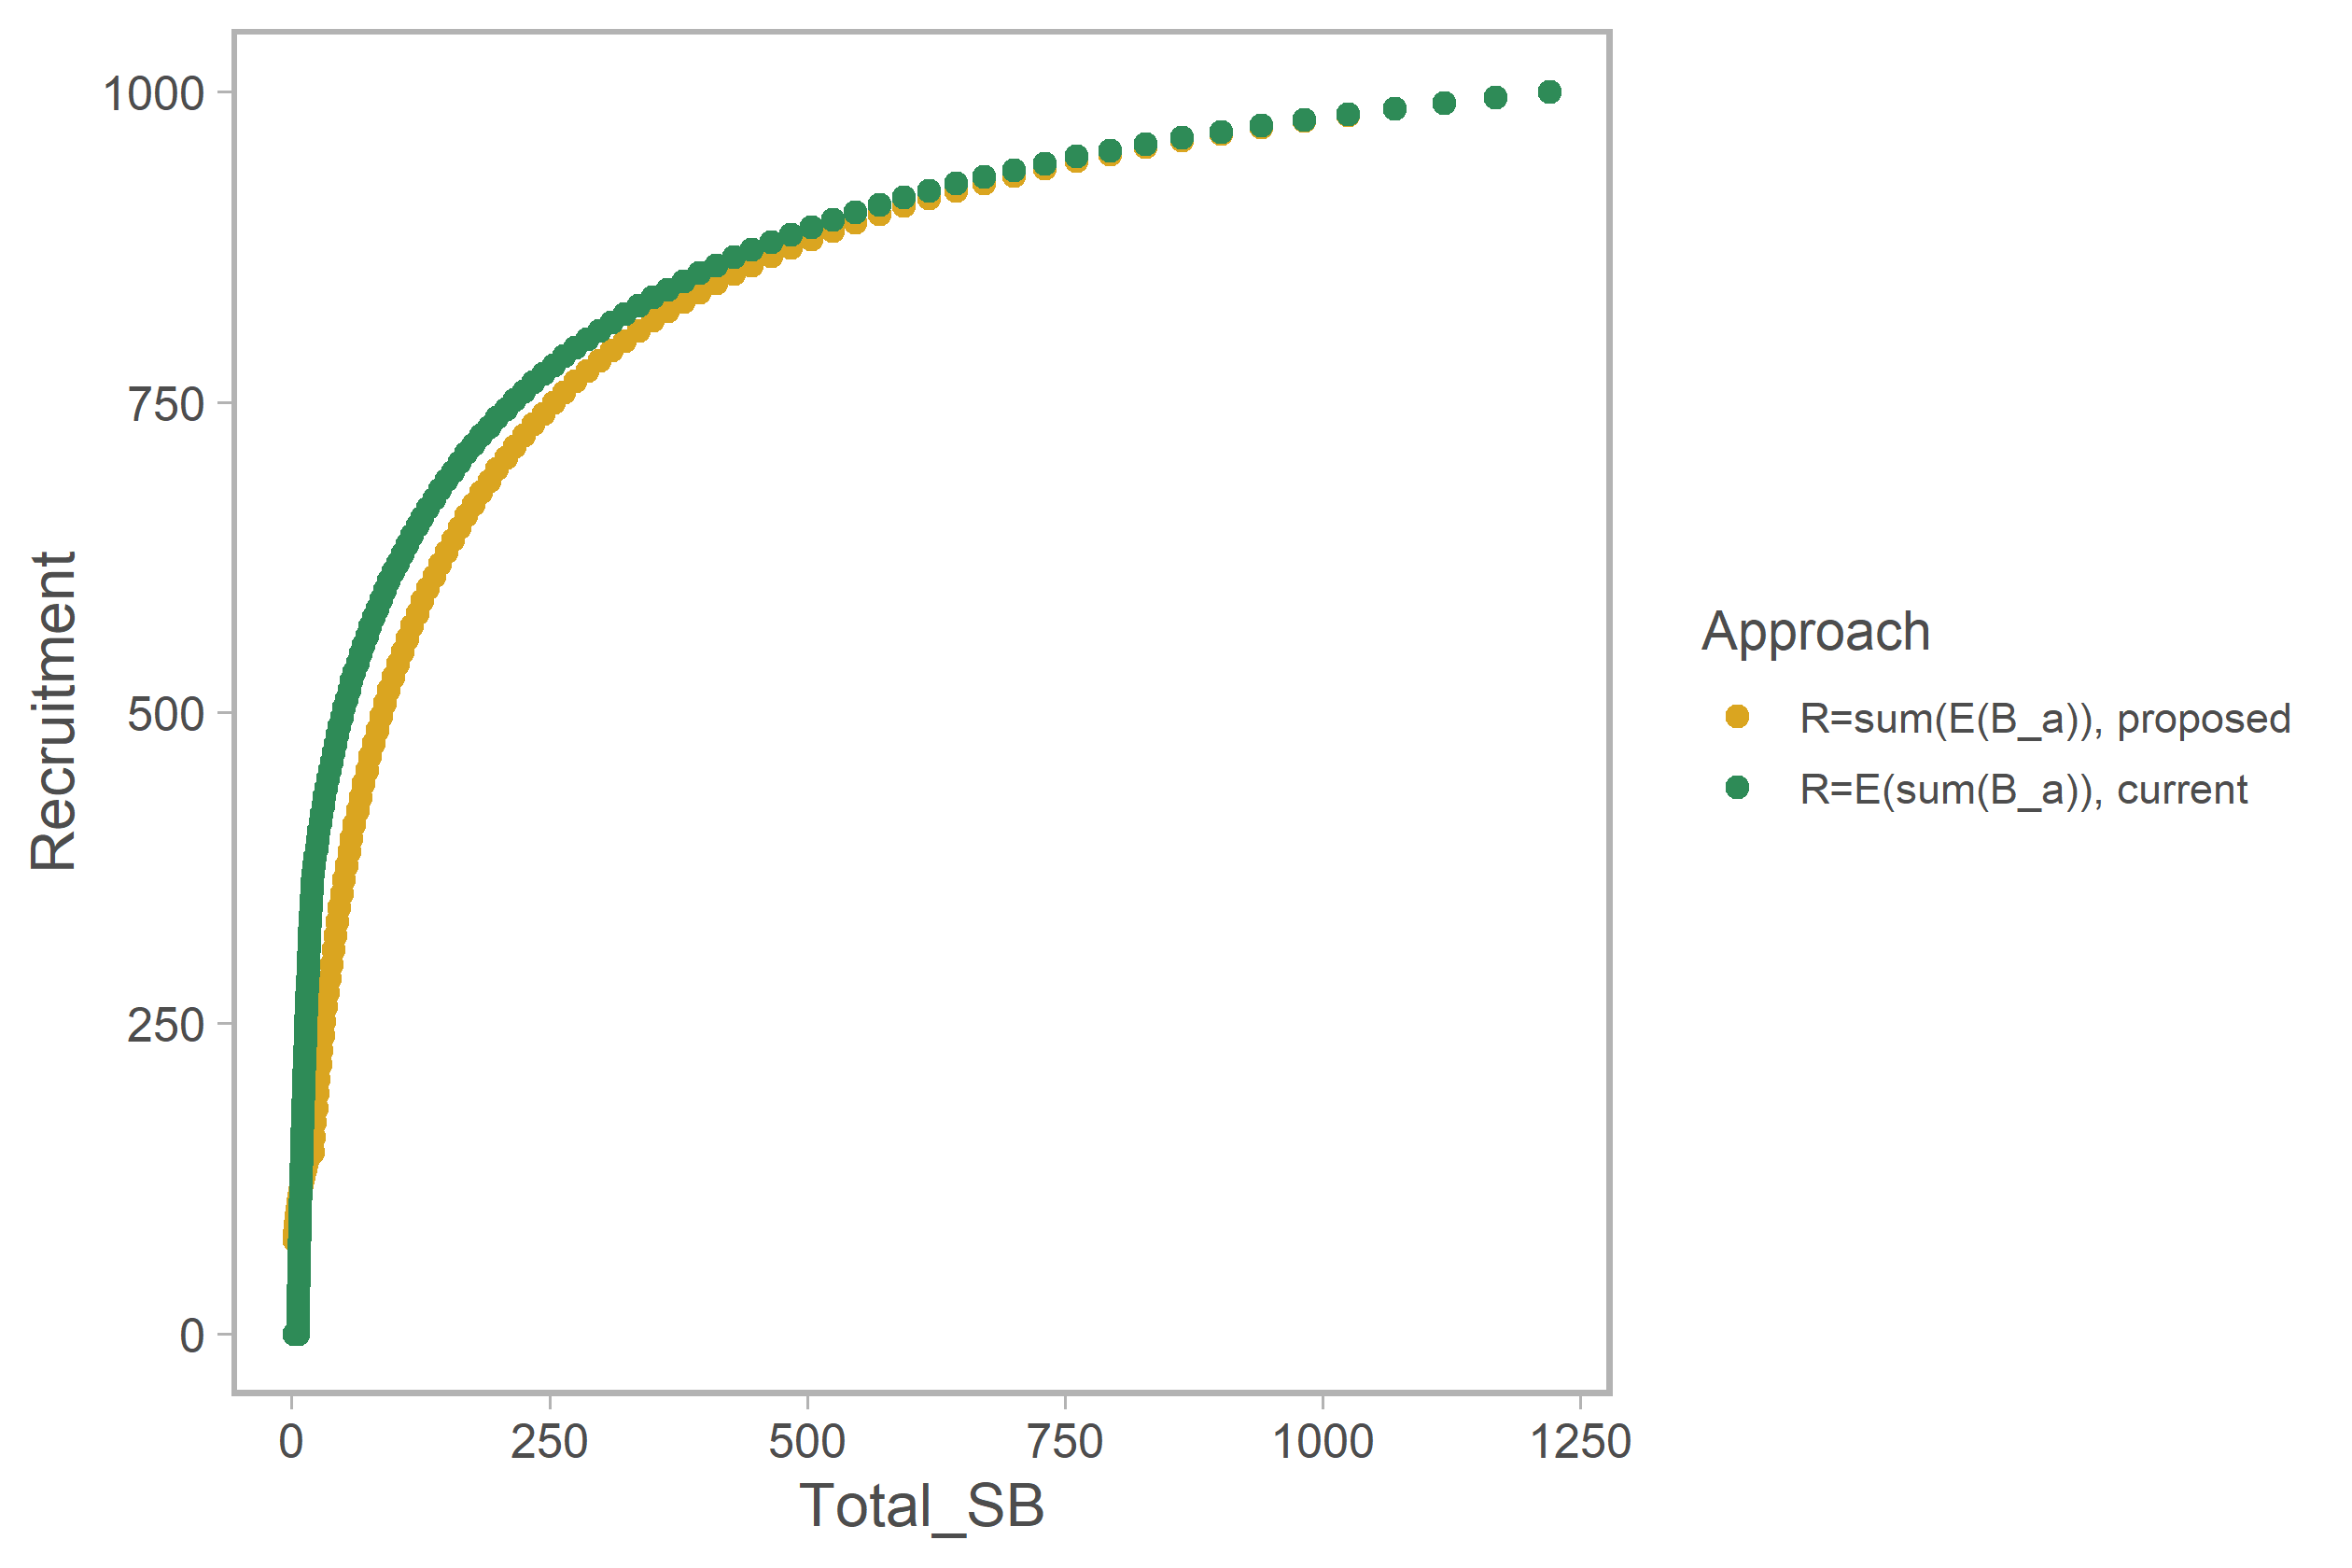 1000
750
500
250
0
Recruitment
0 250 500 750 1000 1250
Total_SB
Approach
R=sum(E(B_a)), proposed
R=E(sum(B_a)), current